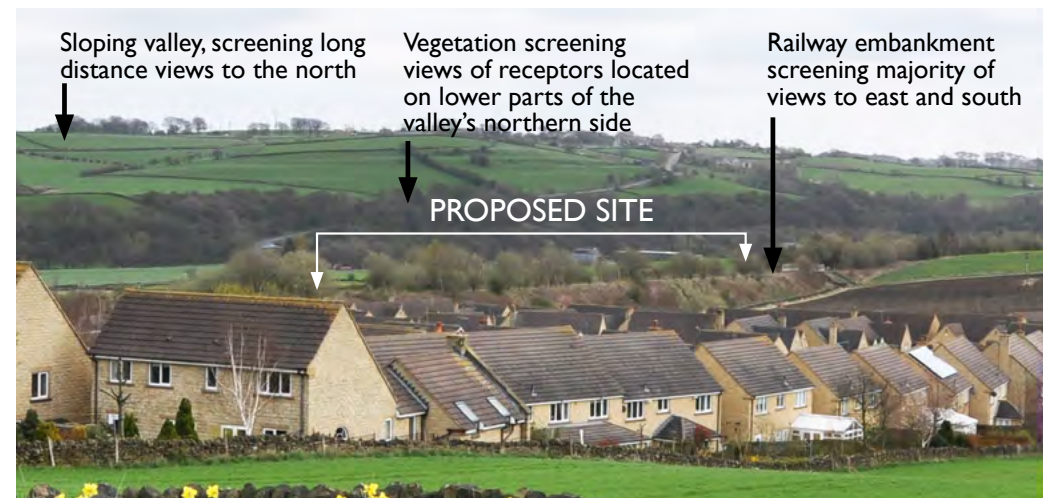 Sloping valley, screening long
distance views to the north
Vegetation screening
views of receptors located
on lower parts of the
valley's northern side
Railway embankment
screening majority of
views to east and south
PROPOSED SITE